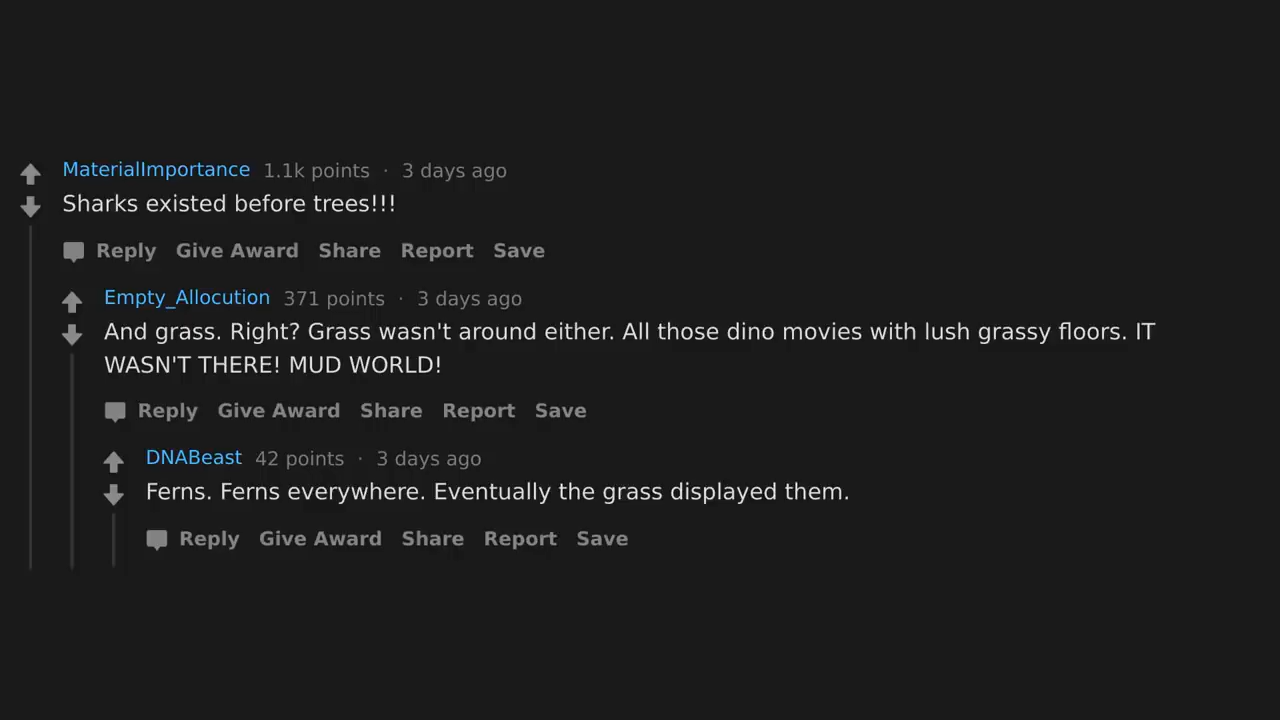 MaterialImportance 1.1k points · 3 days ago
Sharks existed before trees!!!
Reply Give Award Share Report Save
Empty_Allocution 371 points · 3 days ago
And grass. Right? Grass wasn't around either. All those dino movies with lush grassy floors. IT
WASN'T THERE! MUD WORLD!
Reply Give Award Share Report Save
DNABeast 42 points · 3 days ago
Ferns. Ferns everywhere. Eventually the grass displayed them.
Reply Give Award Share Report Save